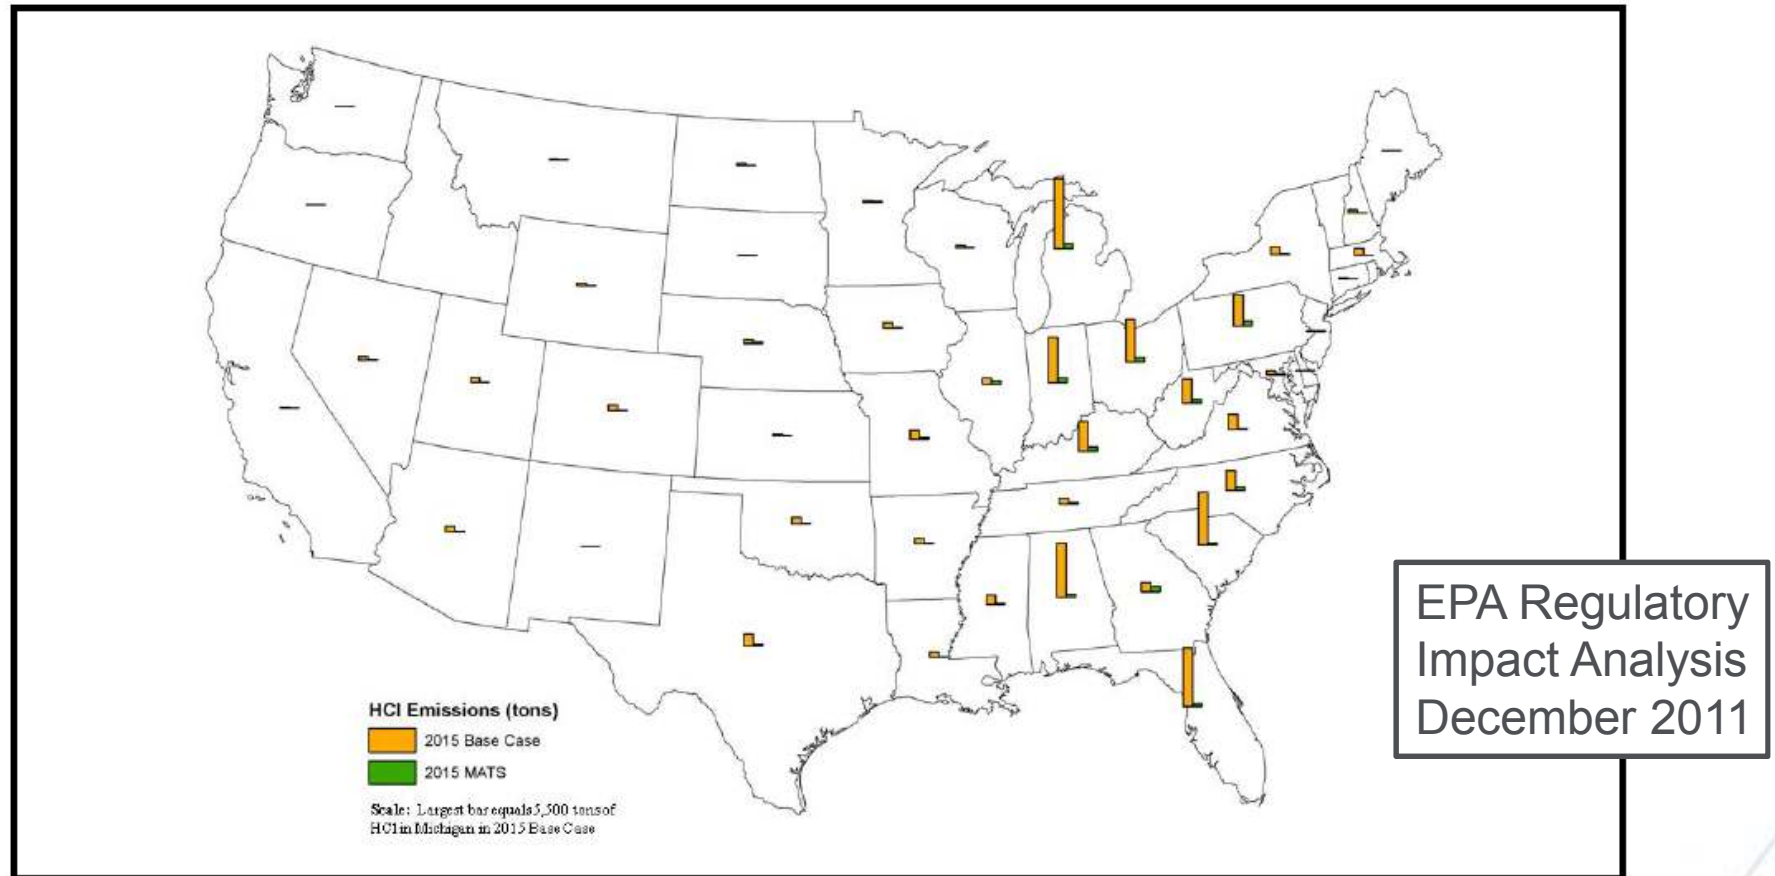 HCl Emissions (tons)
2015 Base Case
2015 MATS
Scale: Largest bar equals 5,500 tons of
HCl in Michigan in 2015 Base Case
EPA Regulatory
Impact Analysis
December 2011